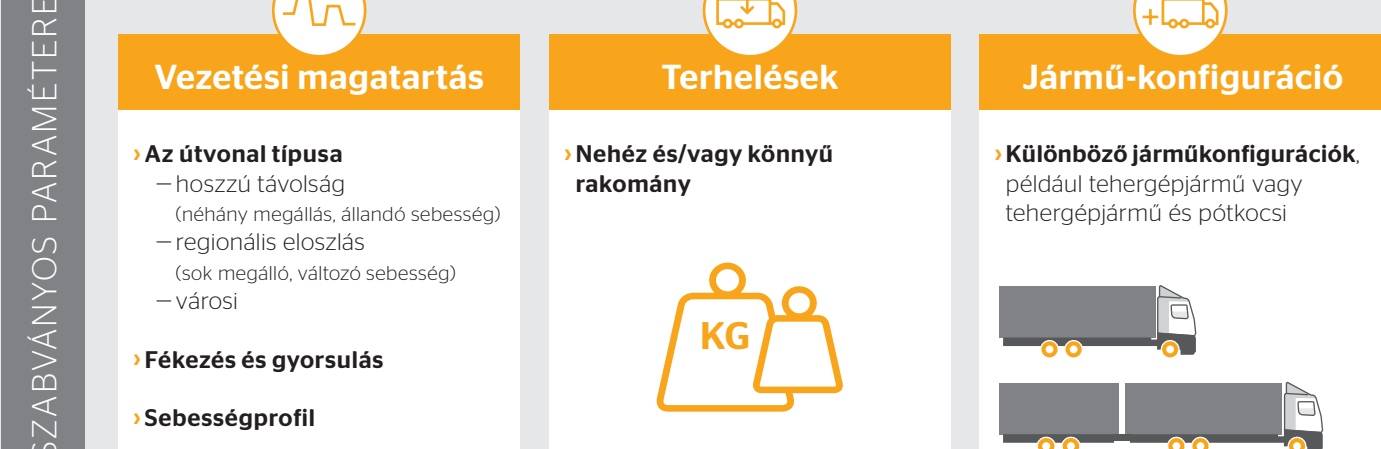 SZABVÁNYOS PARAMÉTERE
Vezetési magatartás
› Az útvonal típusa
— hoszzú távolság
(néhány megállás, állandó sebesség)
— regionális eloszlás
(sok megálló, változó sebesség)
— városi
› Fékezés és gyorsulás
› Sebességprofil
Terhelések
› Nehéz és/vagy könnyű
rakomány
KG
Jármű-konfiguráció
› Különböző járműkonfigurációk,
például tehergépjármű vagy
tehergépjármű és pótkocsi